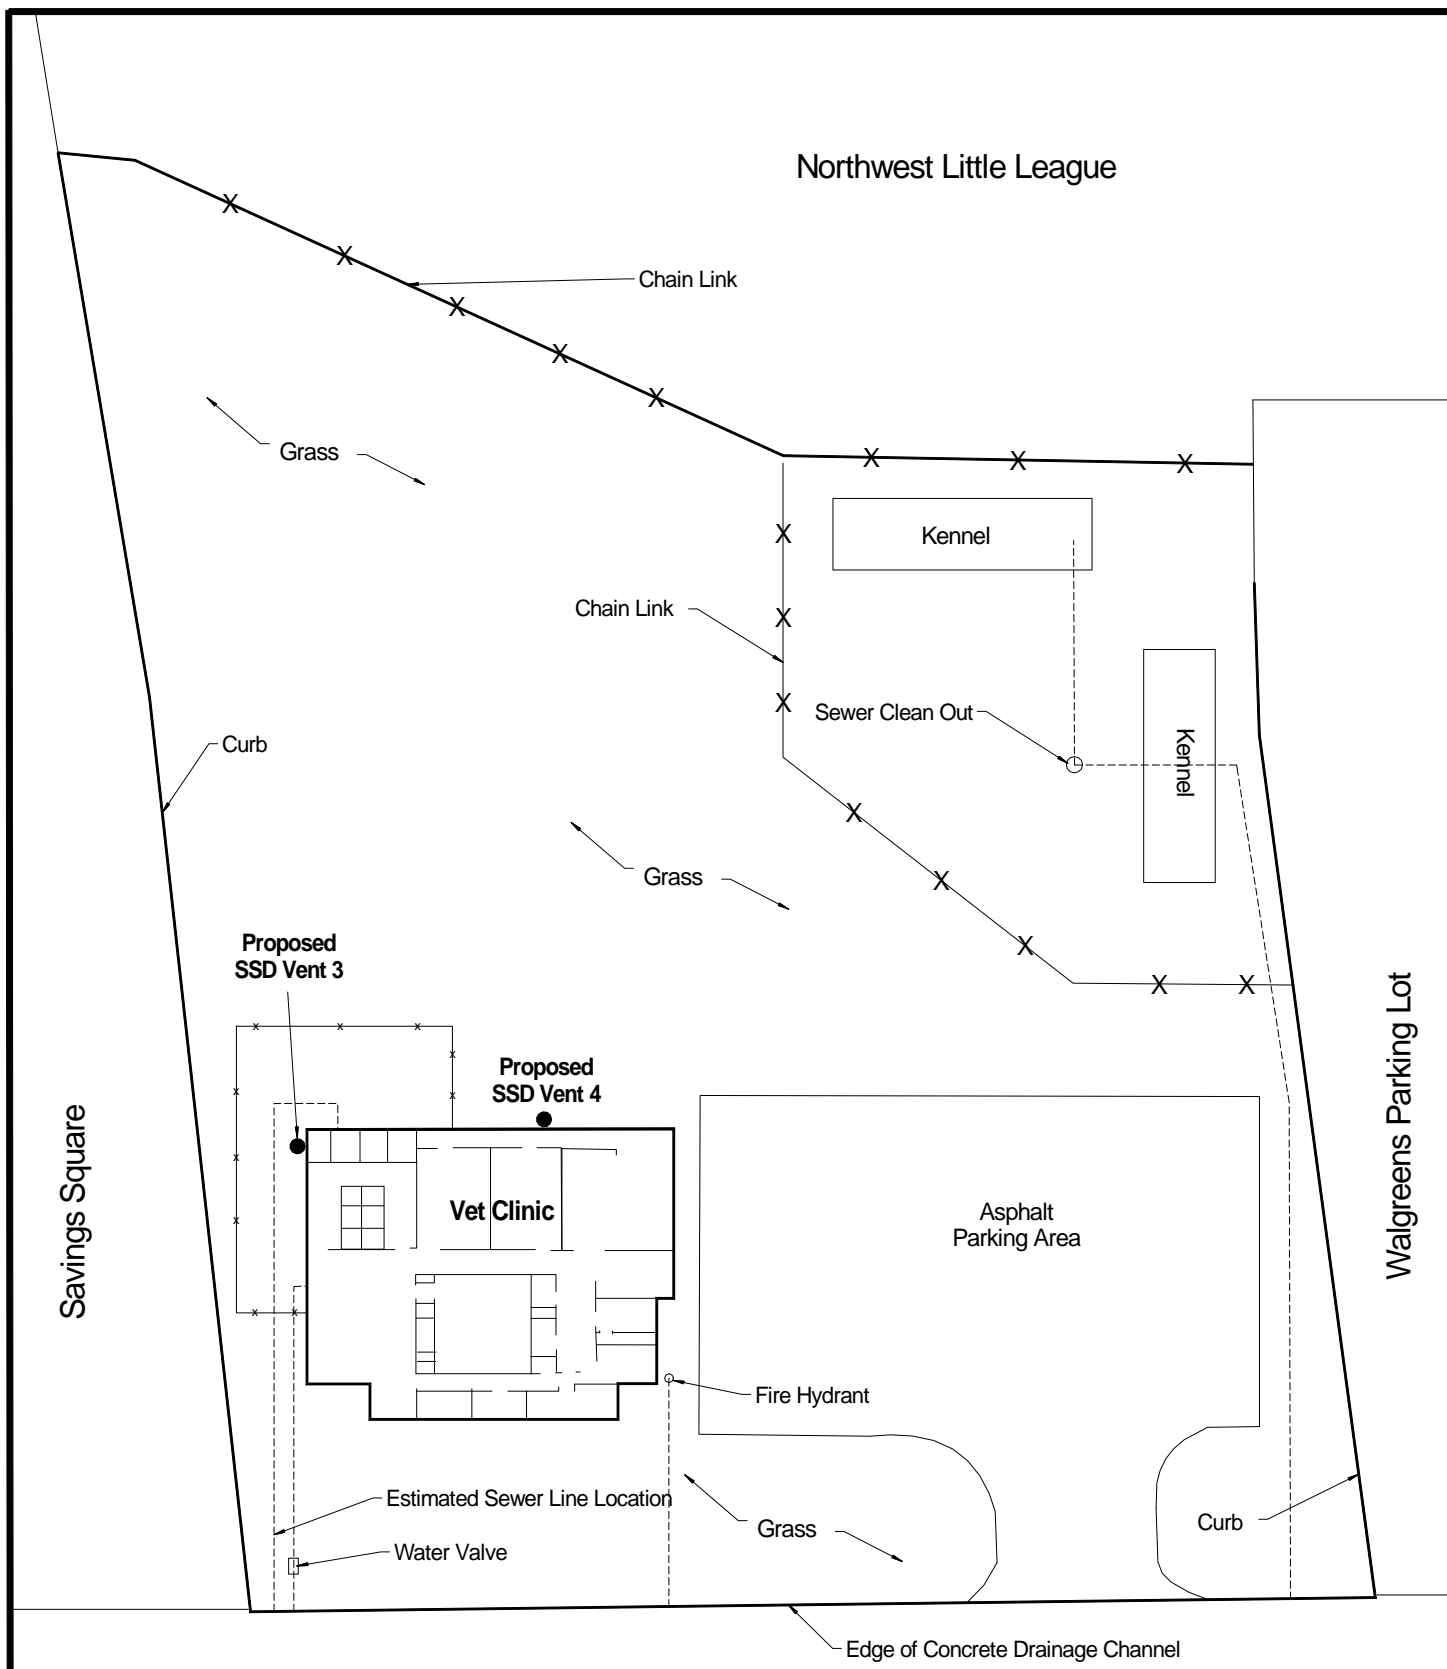 Northwest Little League
Chain Link
Grass
Kennel
Chain Link
Sewer Clean Out
Kennel
Curb
Grass
Proposed
SSD Vent 3
Proposed
SSD Vent 4
Walgreens Parking Lot
Savings Square
Vet Clinic
Asphalt
Parking Area
Fire Hydrant
Estimated Sewer Line Location
Grass
Curb
Water Valve
Edge of Concrete Drainage Channel